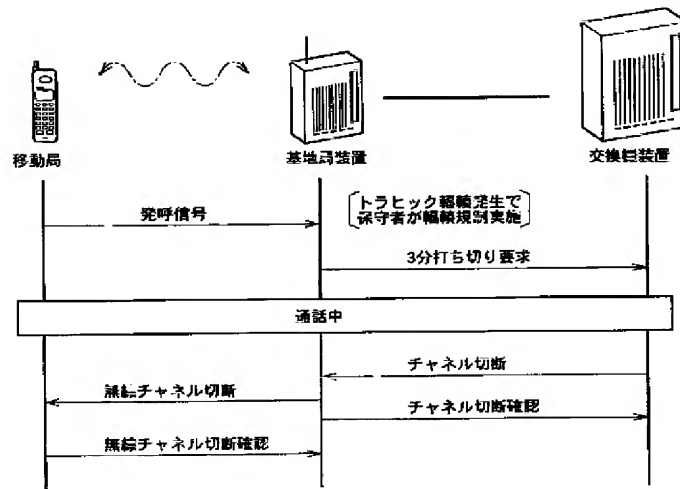 移動局
基地局装置
交換機装置
発呼信号
トラヒック輻輳発生で
保守者が輻輳規制実施
3分打ち切り要求
通話中
チャネル切断
無線チャネル切断
チャネル切断確認
無線チャネル切断確認